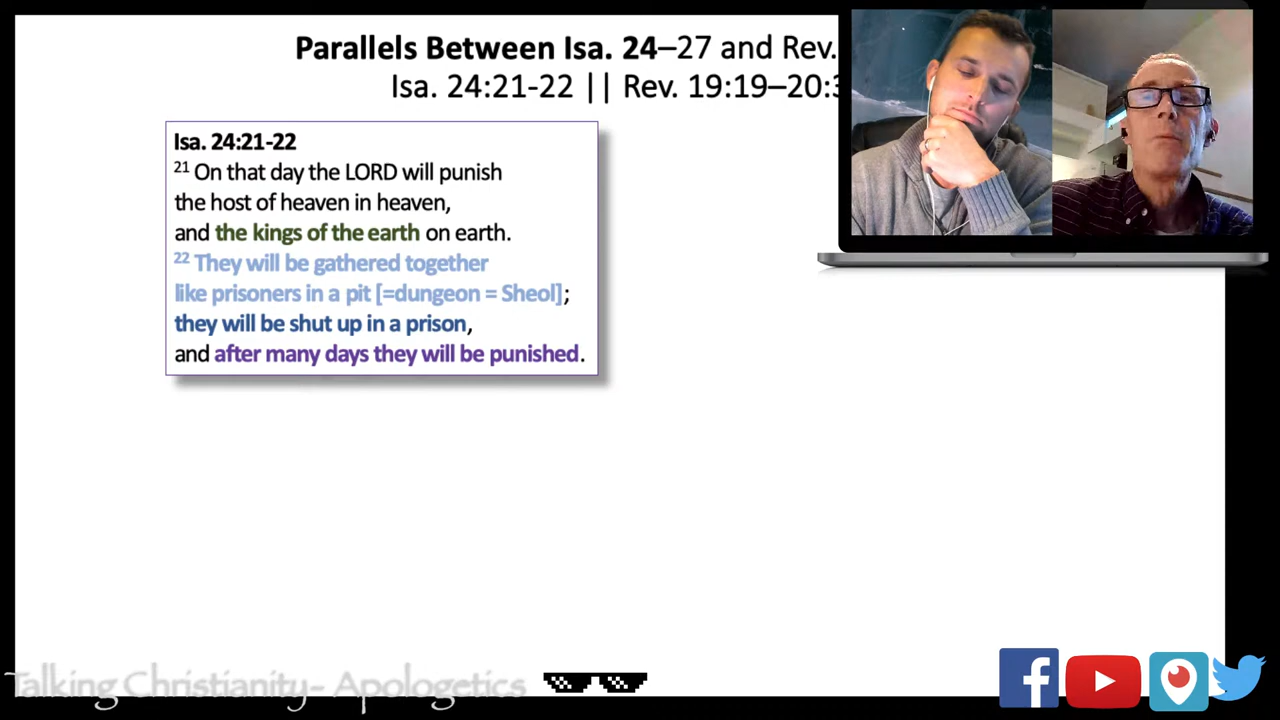 Parallels Between Isa. 24–27 and Rev.
Isa. 24:21-22 || Rev. 19:19–20:3
Isa. 24:21-22
21 On that day the LORD will punish
the host of heaven in heaven,
and the kings of the earth on earth.
22 They will be gathered together
like prisoners in a pit [=dungeon = Sheol];
they will be shut up in a prison,
and after many days they will be punished.
Talking Christianity- Apologetics